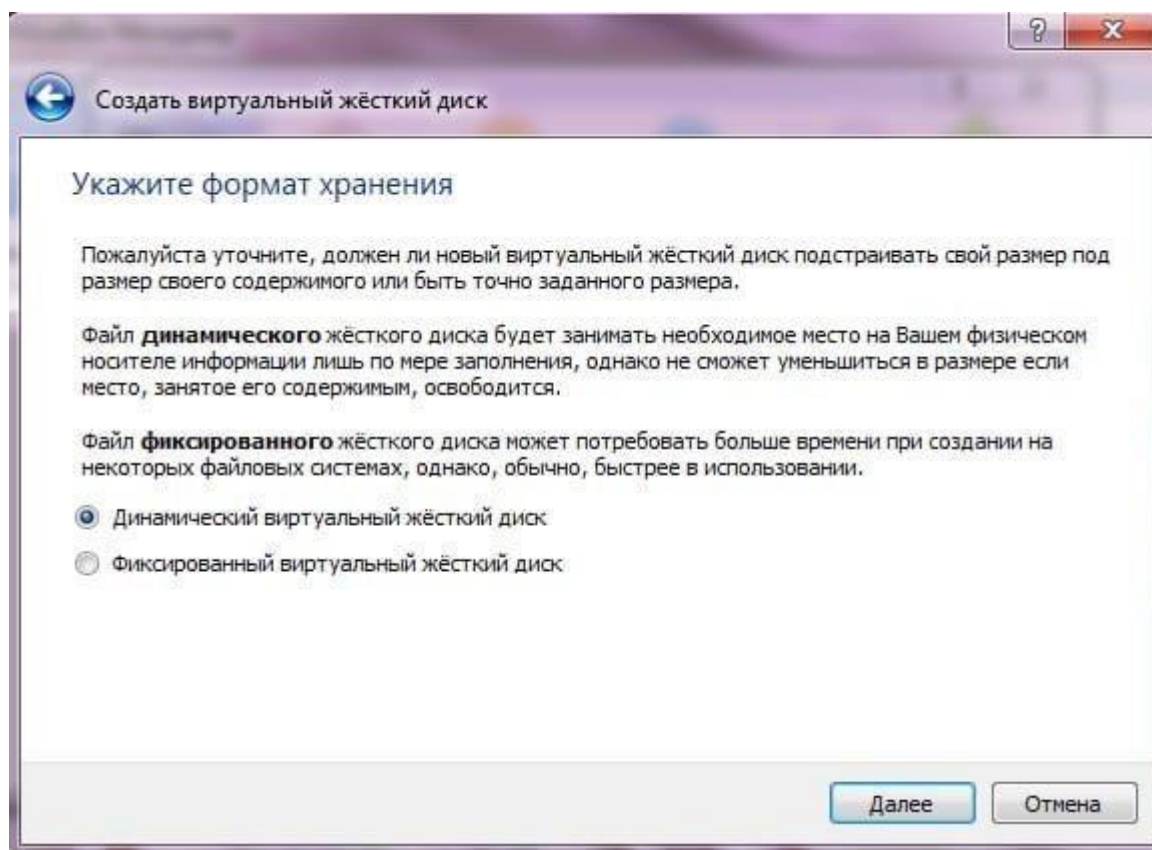 Создать виртуальный жёсткий диск
Укажите формат хранения
Пожалуйста уточните, должен ли новый виртуальный жёсткий диск подстраивать свой размер под
размер своего содержимого или быть точно заданного размера.
Файл динамического жёсткого диска будет занимать необходимое место на Вашем физическом
носителе информации лишь по мере заполнения, однако не сможет уменьшиться в размере если
место, занятое его содержимым, освободится.
Файл фиксированного жёсткого диска может потребовать больше времени при создании на
некоторых файловых системах, однако, обычно, быстрее в использовании.
Динамический виртуальный жёсткий диск
Фиксированный виртуальный жёсткий диск
Далее Отмена